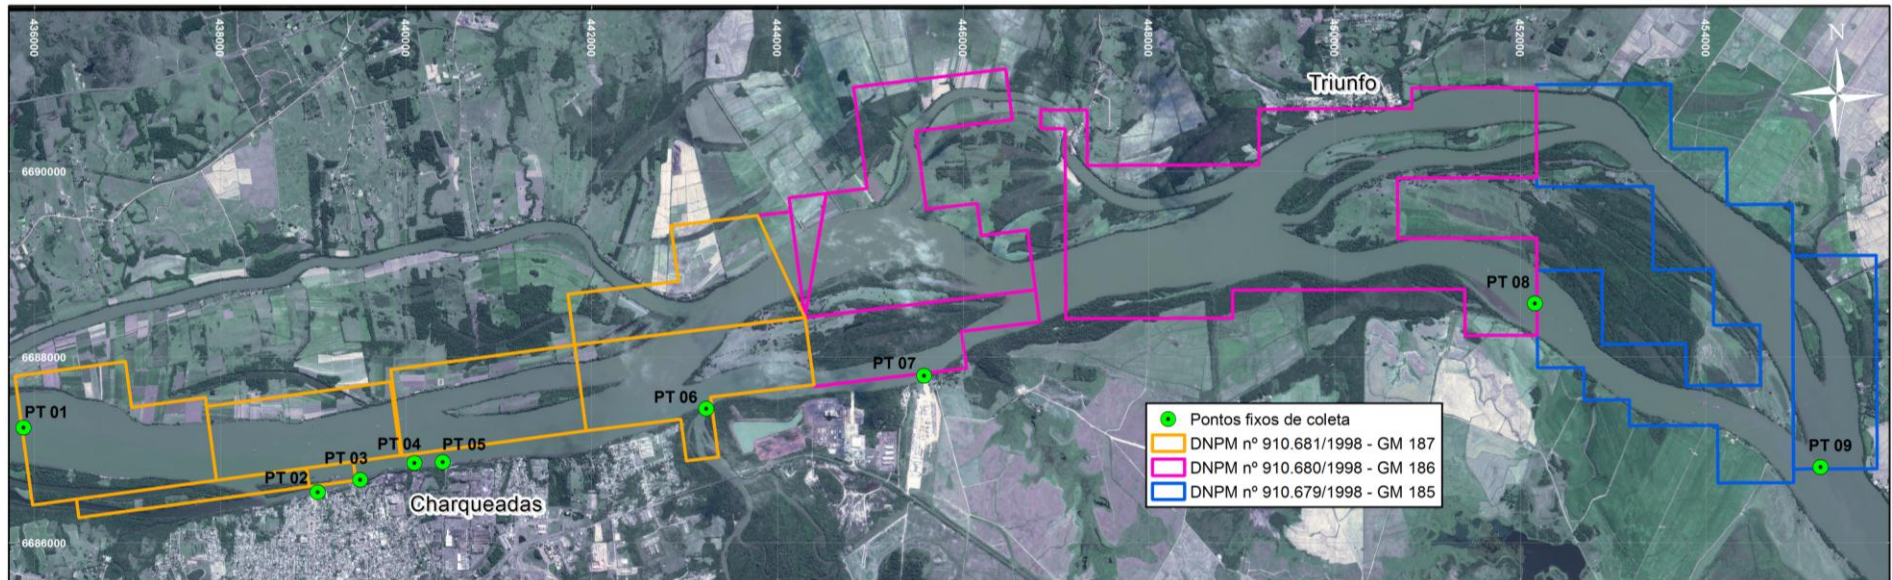 436000
438000
440000
442000
444000
446000
448000
450000
452000
454000
N
Triunfo
6690000
PT 08
6688000
PT 07
PT 06
PT 01
Pontos fixos de coleta
PT 04
PT 05
DNPM nº 910.681/1998 - GM 187
PT 03
PT 09
PT 02
DNPM nº 910.680/1998 - GM 186
DNPM nº 910.679/1998 - GM 185
Charqueadas
6686000